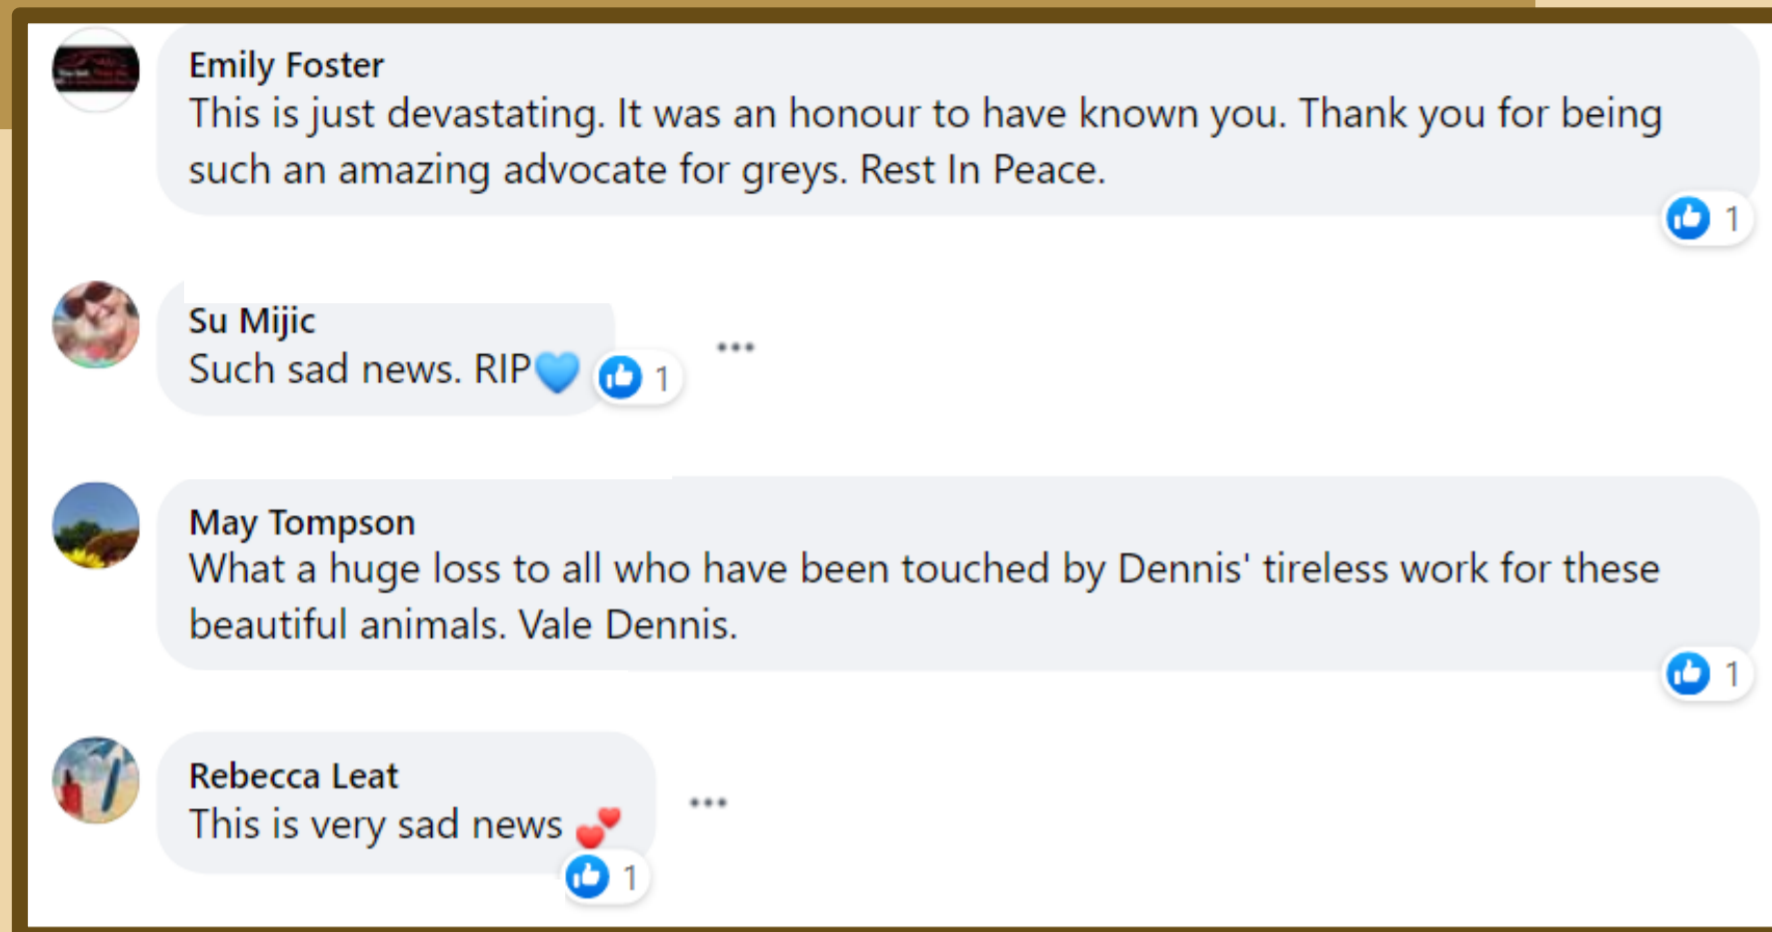 Emily Foster
This is just devastating. It was an honour to have known you. Thank you for being
such an amazing advocate for greys. Rest In Peace.
1
Su Mijic
Such sad news. RIP💙
1
May Tompson
What a huge loss to all who have been touched by Dennis' tireless work for these
beautiful animals. Vale Dennis.
1
Rebecca Leat
This is very sad news 💕
1